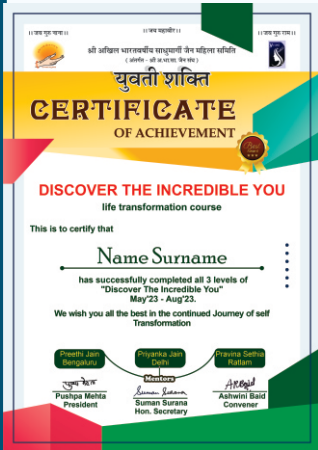 ।। जय गुरु नाना ।।
।। जय महावीर ।।
।। जय गुरु राम ।।
श्री अखिल भारतवर्षीय साधुमार्गी जैन महिला समिति
( अंतर्गत - श्री अ.भा.सा. जैन संघ )
युवती शक्ति
CERTIFICATE
OF ACHIEVEMENT
DISCOVER THE INCREDIBLE YOU
life transformation course
This is to certify that
Name Surname
has successfully completed all 3 levels of
"Discover The Incredible You"
May'23 - Aug'23.
We wish you all the best in the continued Journey of self
Transformation
Preethi Jain
Bengaluru
Priyanka Jain
Delhi
Pravina Sethia
Ratlam
Mentors
Pushpa Mehta
President
Suman Surana
Hon. Secretary
Ashwini Baid
Convener